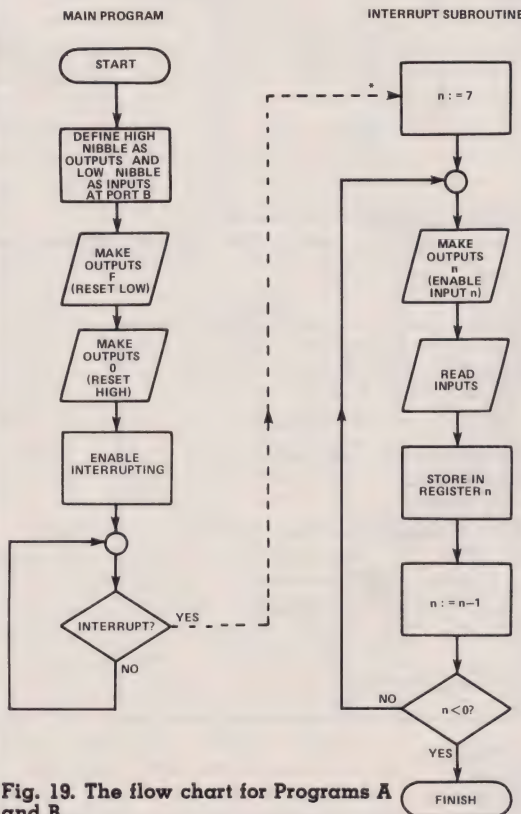 MAIN PROGRAM
START
DEFINE HIGH
NIBBLE AS
OUTPUTS AND
LOW NIBBLE
AS INPUTS
AT PORT B
MAKE
OUTPUTS
F
(RESET LOW)
MAKE
OUTPUTS
0
(RESET
HIGH)
ENABLE
INTERRUPTING
INTERRUPT?
YES
NO
INTERRUPT SUBROUTINE
*
n : = 7
MAKE
OUTPUTS
n
(ENABLE
INPUT n)
READ
INPUTS
STORE IN
REGISTER n
n : = n–1
n < 0?
NO
YES
FINISH
Fig. 19. The flow chart for Programs A
and B.